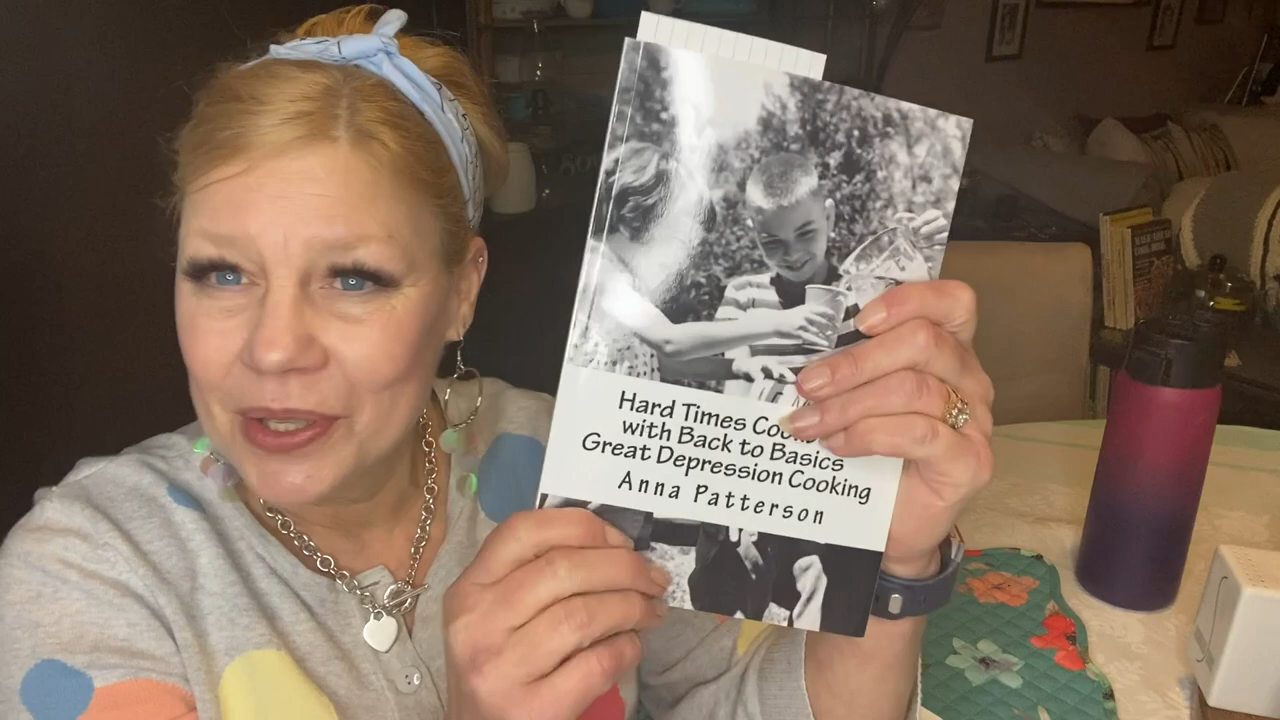 Hard Times
with Back to Basics
Great Depression Cooking
Anna Patterson